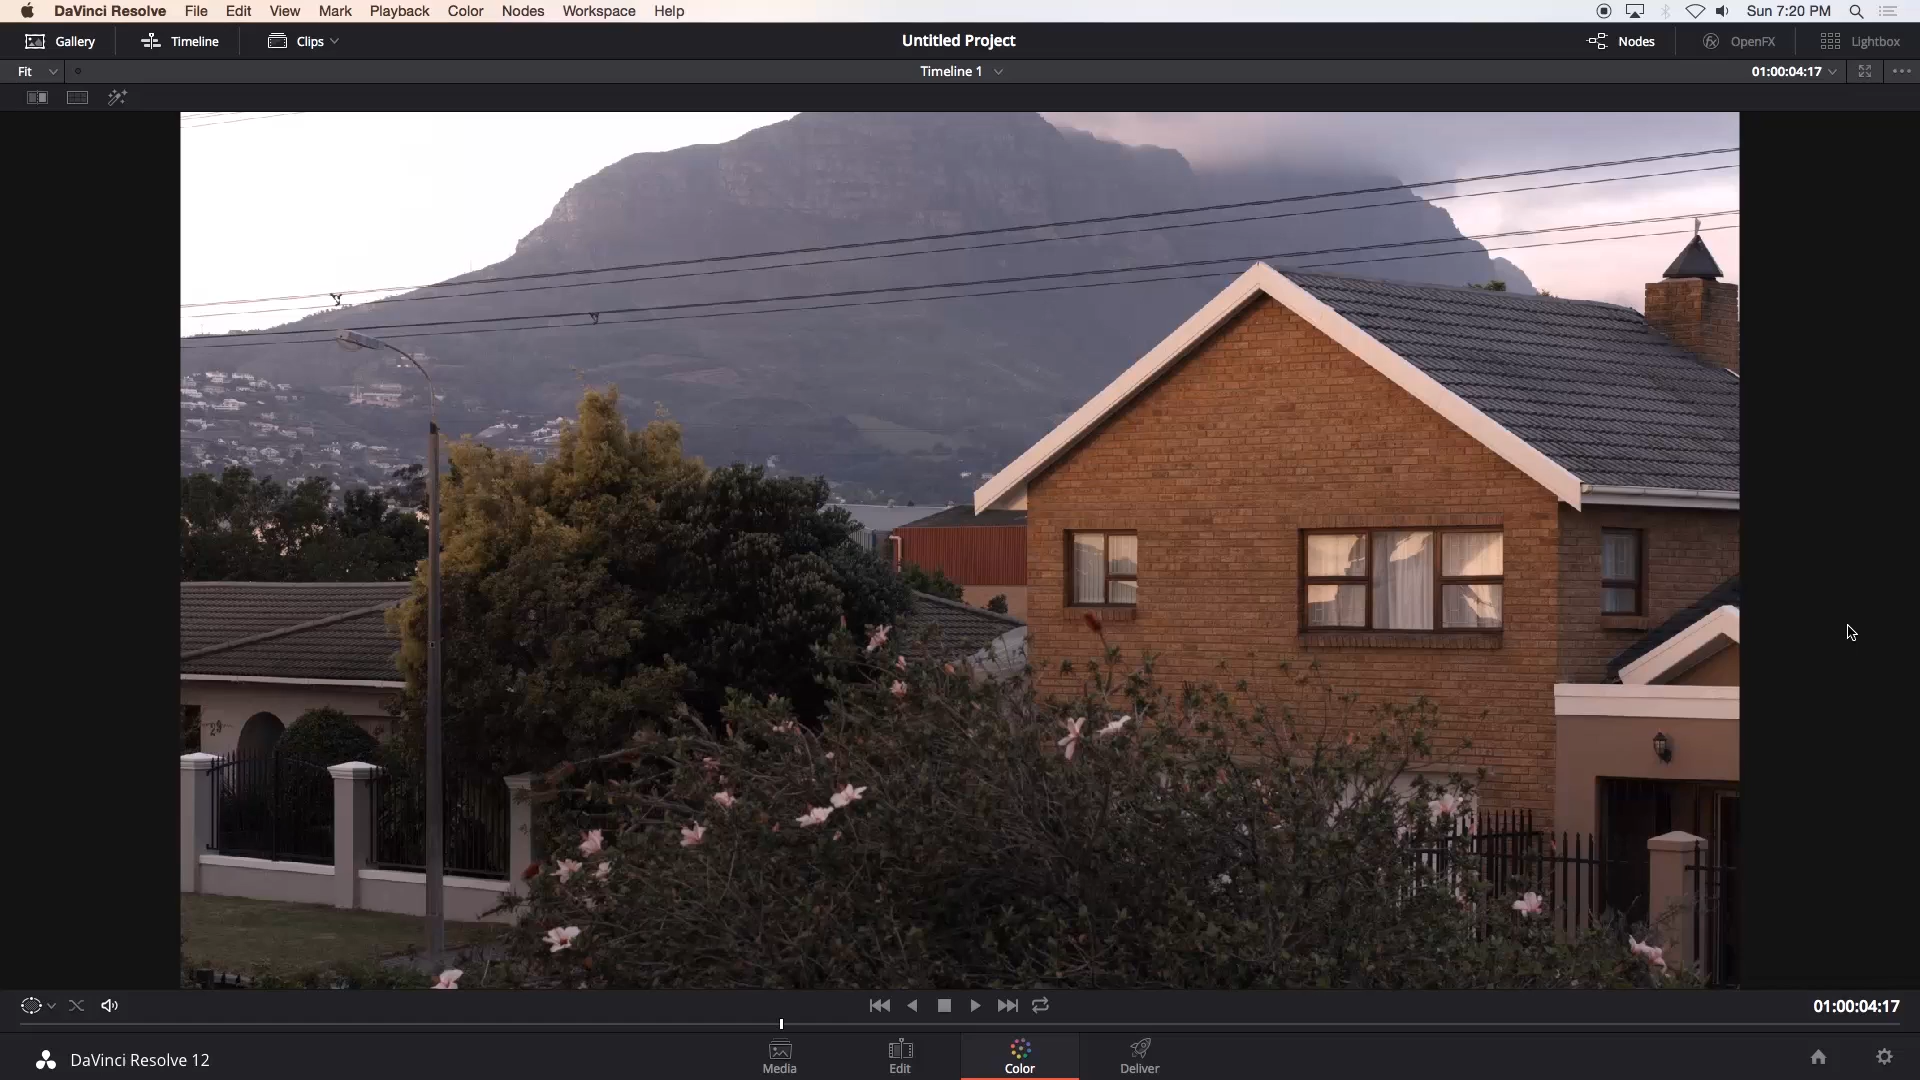 DaVinci Resolve File Edit View Mark Playback Color Nodes Workspace Help Sun 7:20 PM
Gallery Timeline Clips Untitled Project Nodes fx OpenFX Lightbox
Fit Timeline 1 01:00:04:17
29
01:00:04:17
DaVinci Resolve 12 Media Edit Color Deliver